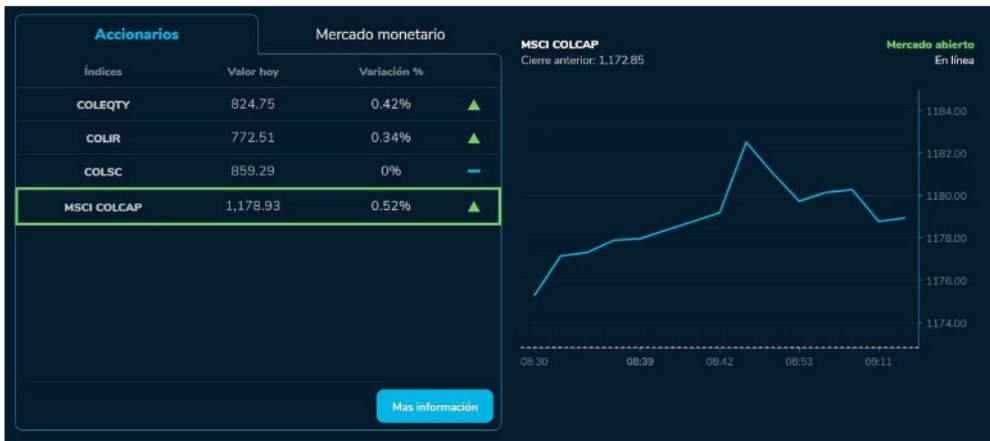 Accionarios Mercado monetario
Índices Valor hoy Variación %
COLEQTY 824.75 0.42%
COLIR 772.51 0.34%
COLSC 859.29 0%
MSCI COLCAP 1,178.93 0.52%
Mas información
MSCI COLCAP Mercado abierto
Cierre anterior: 1,172.85 En línea
1184.00
1182.00
1180.00
1178.00
1176.00
1174.00
08:30 08:39 08:42 08:53 09:11